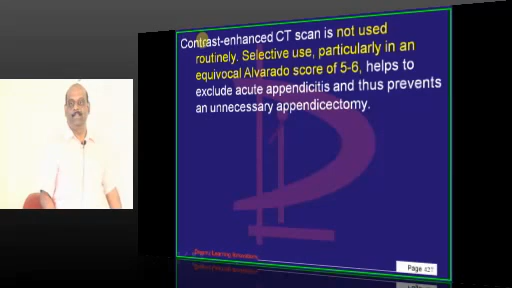 Contrast-enhanced CT scan is not used
routinely. Selective use, particularly in an
equivocal Alvarado score of 5-6, helps to
exclude acute appendicitis and thus prevents
an unnecessary appendicectomy.
Page 427